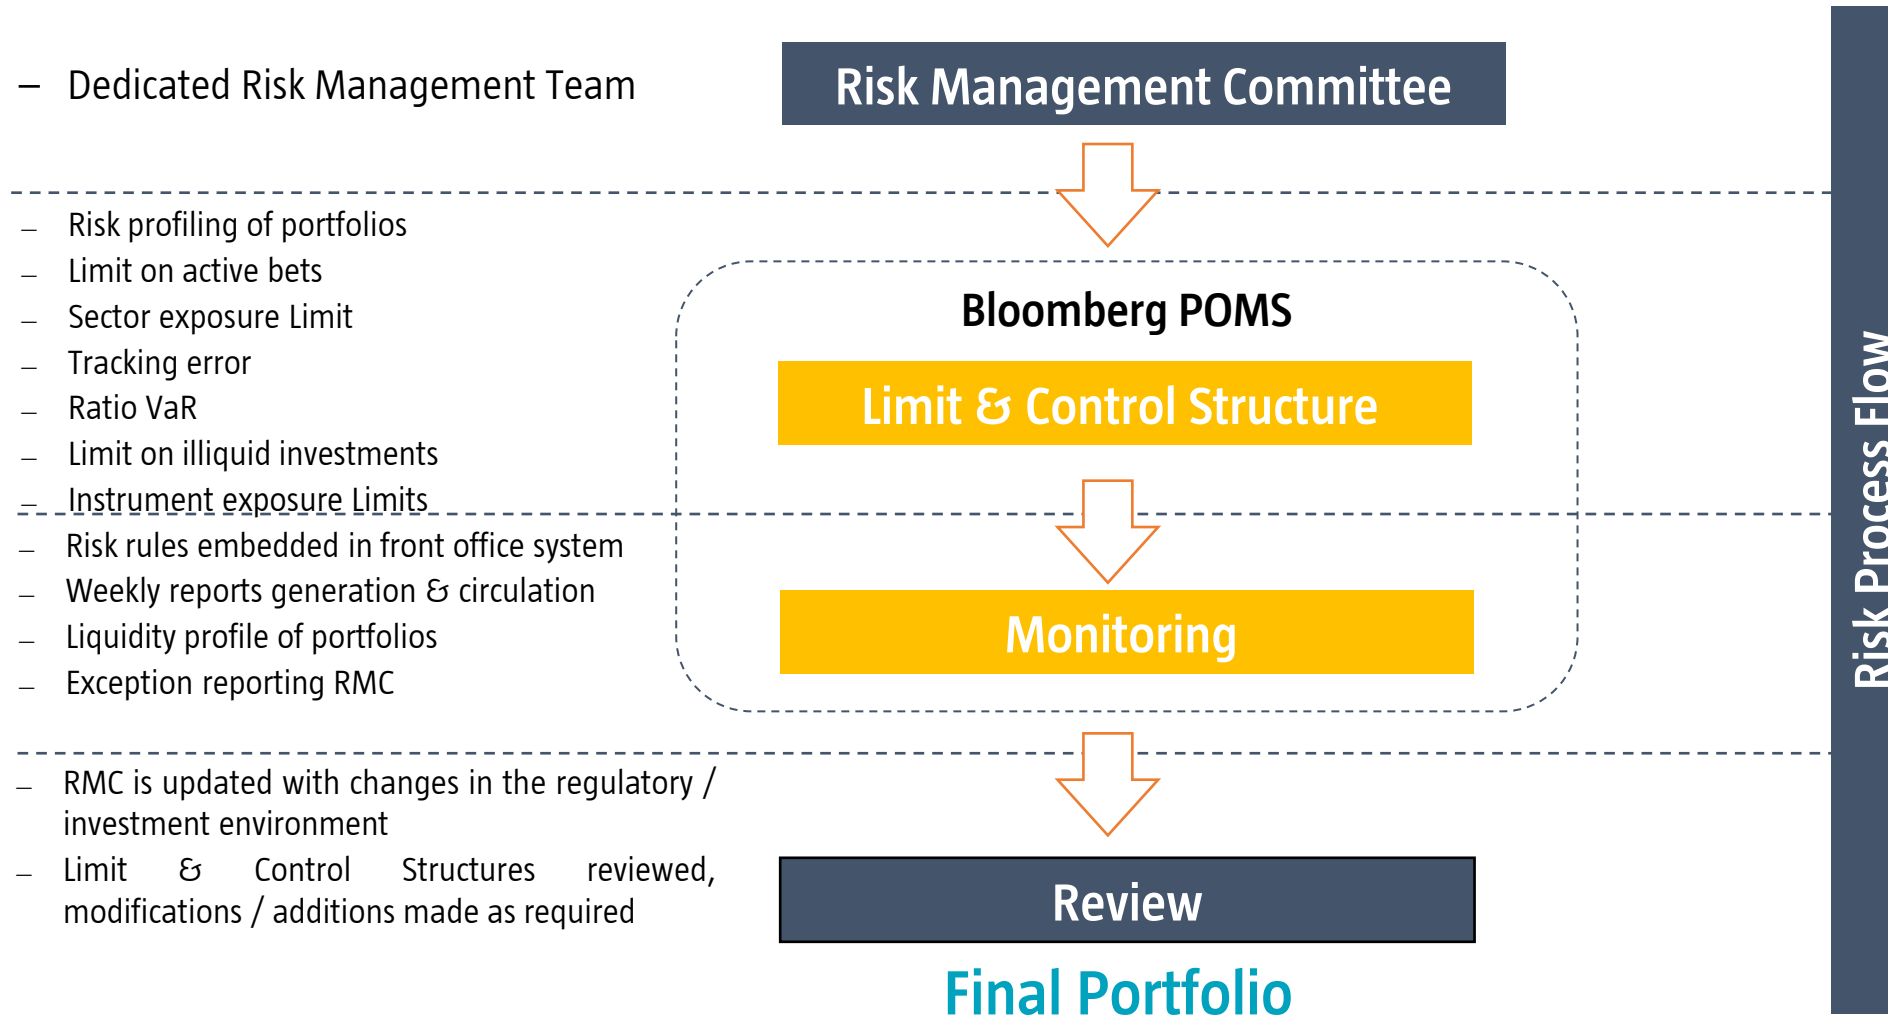 – Dedicated Risk Management Team
Risk Management Committee
– Risk profiling of portfolios
– Limit on active bets
– Sector exposure Limit
– Tracking error
– Ratio VaR
– Limit on illiquid investments
– Instrument exposure Limits
Bloomberg POMS
Limit & Control Structure
– Risk rules embedded in front office system
– Weekly reports generation & circulation
– Liquidity profile of portfolios
– Exception reporting RMC
Monitoring
– RMC is updated with changes in the regulatory /
investment environment
– Limit & Control Structures reviewed,
modifications / additions made as required
Review
Final Portfolio
Risk Process Flow